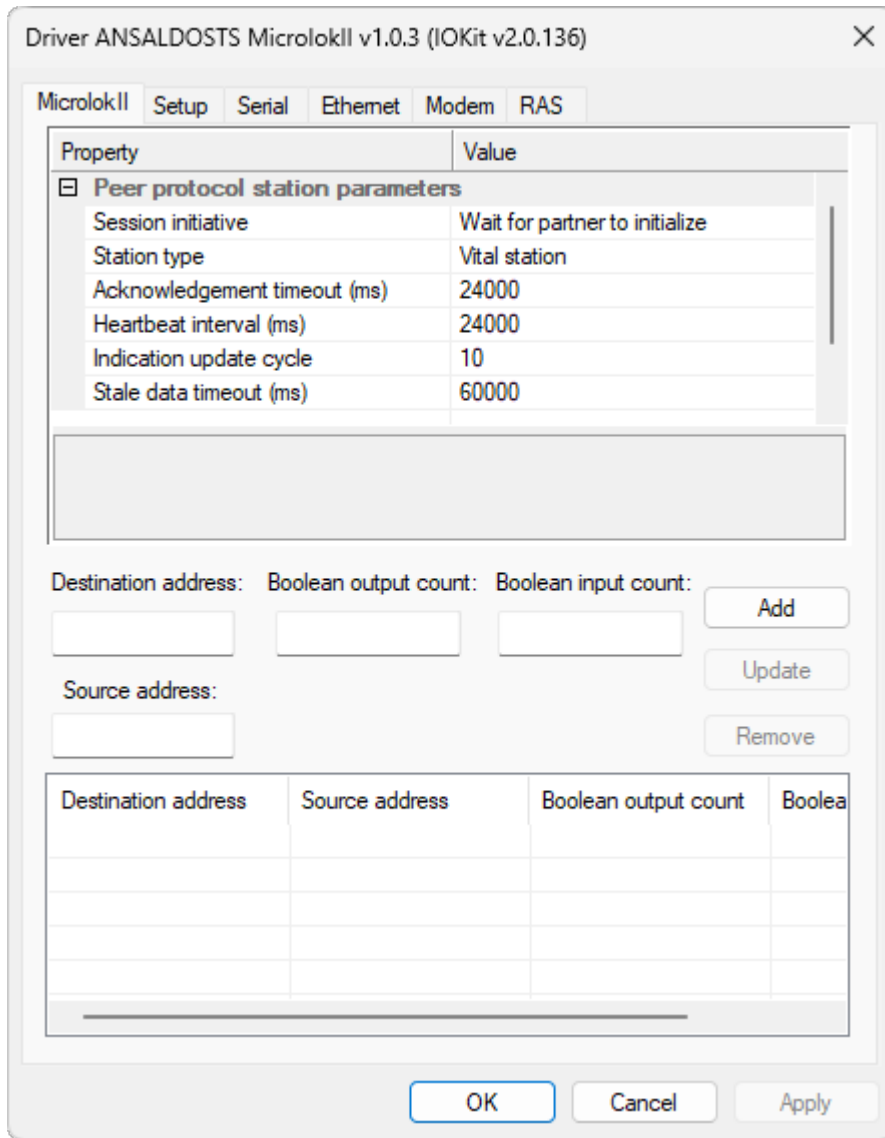 Driver ANSALDOSTS MicrolokII v1.0.3 (IOKit v2.0.136)
MicrolokII Setup Serial Ethernet Modem RAS
Property Value
Peer protocol station parameters
Session initiative Wait for partner to initialize
Station type Vital station
Acknowledgement timeout (ms) 24000
Heartbeat interval (ms) 24000
Indication update cycle 10
Stale data timeout (ms) 60000
Destination address: Boolean output count: Boolean input count:
Add
Update
Source address:
Remove
Destination address Source address Boolean output count Boolea
OK Cancel Apply